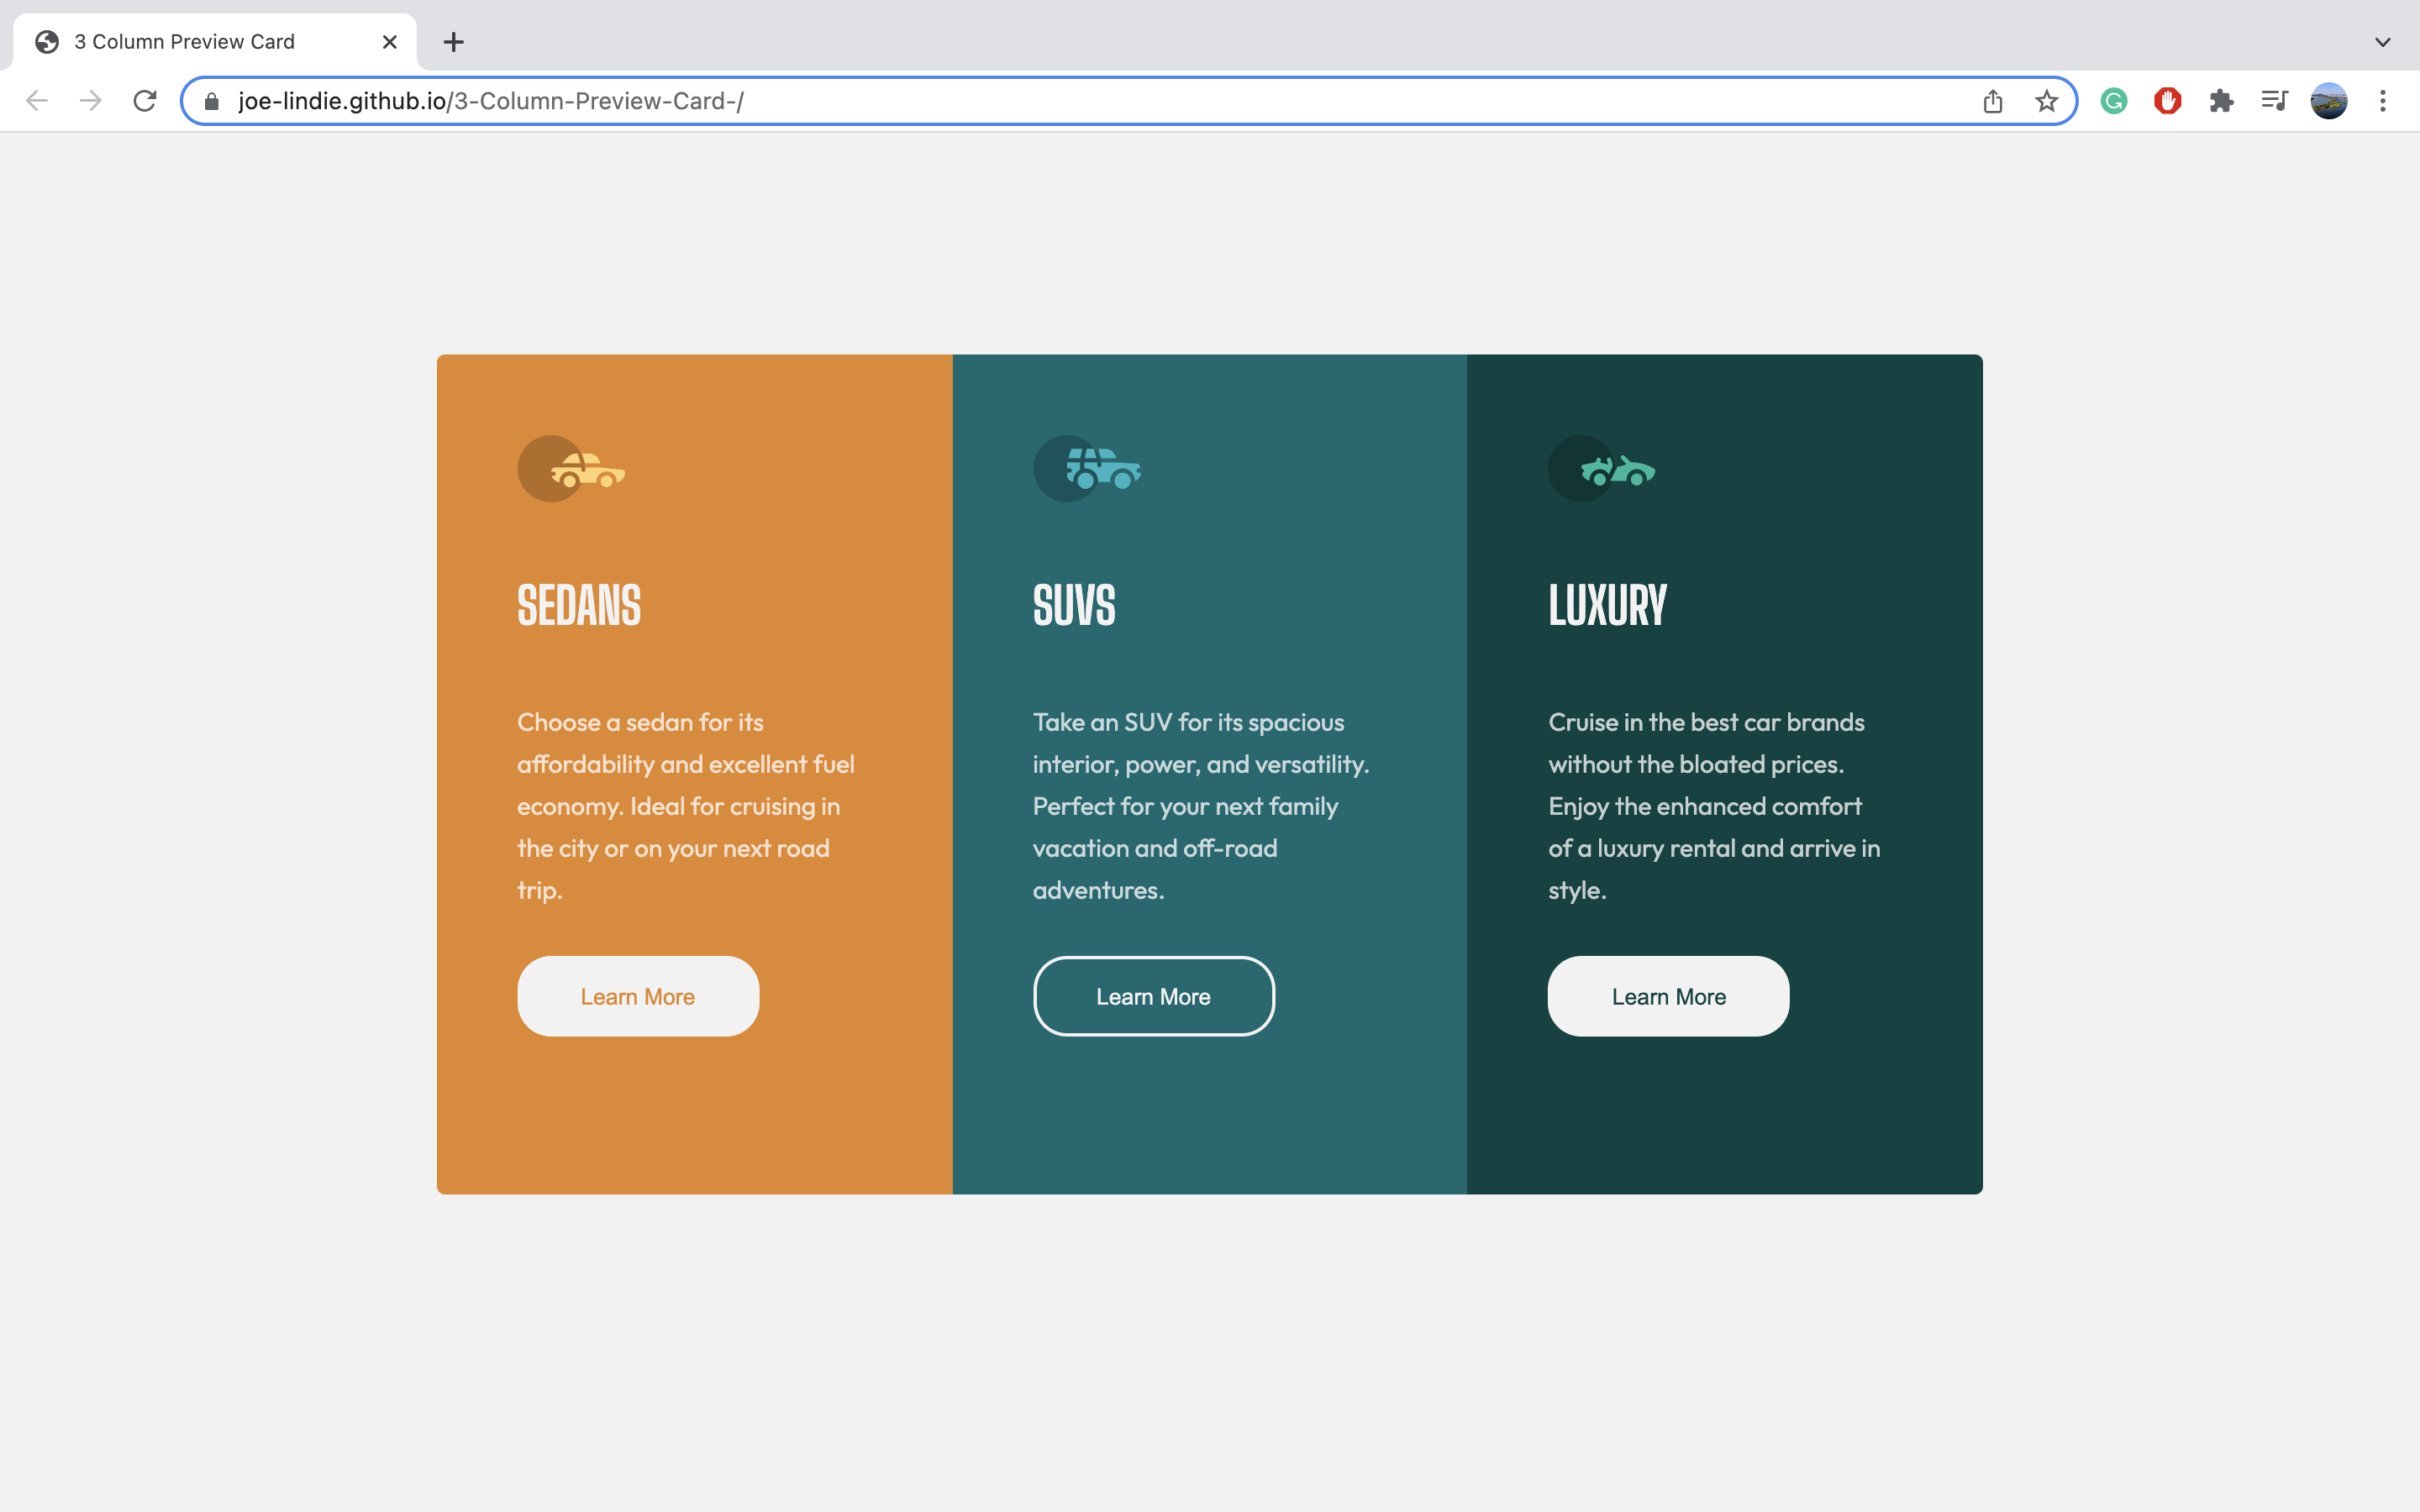 3 Column Preview Card
joe-lindie.github.io/3-Column-Preview-Card-/
SEDANS
Choose a sedan for its
affordability and excellent fuel
economy. Ideal for cruising in
the city or on your next road
trip.
Learn More
SUVS
Take an SUV for its spacious
interior, power, and versatility.
Perfect for your next family
vacation and off-road
adventures.
Learn More
LUXURY
Cruise in the best car brands
without the bloated prices.
Enjoy the enhanced comfort
of a luxury rental and arrive in
style.
Learn More